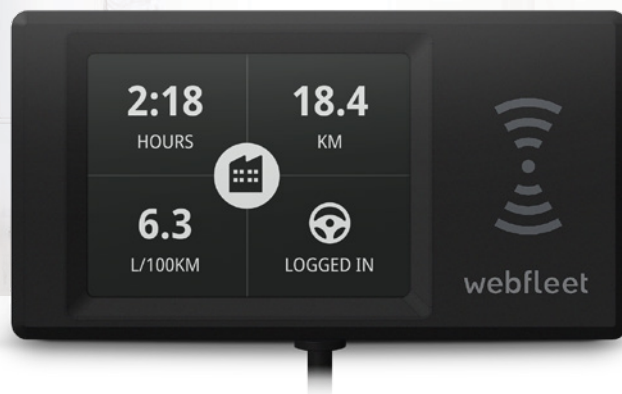 2:18
HOURS
18.4
KM
6.3
L/100KM
LOGGED IN
webfleet